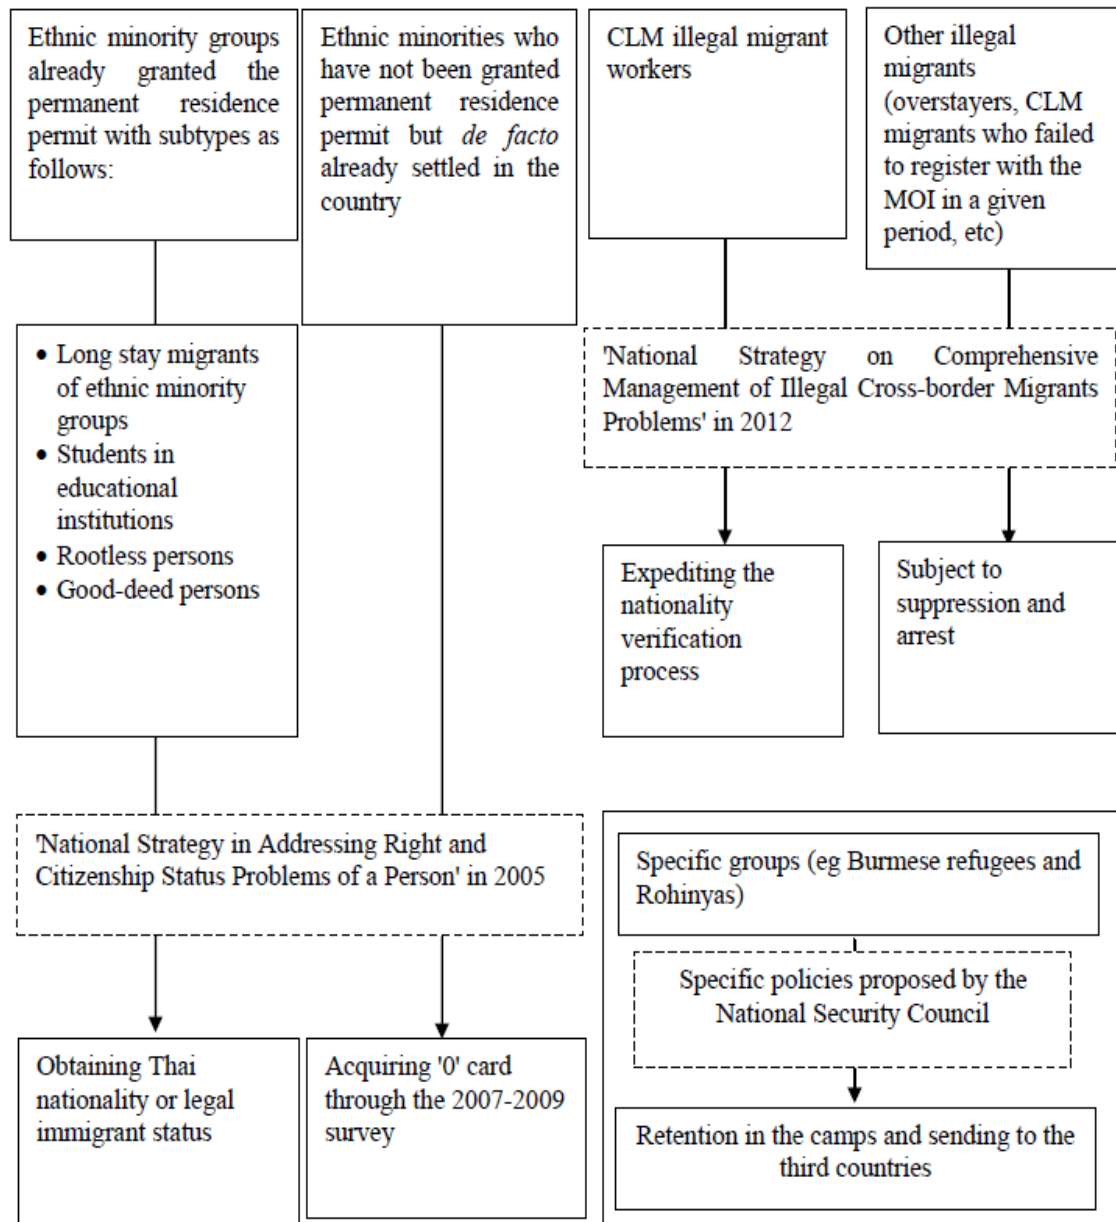 Ethnic minority groups
already granted the
permanent residence
permit with subtypes as
follows:
Ethnic minorities who
have not been granted
permanent residence
permit but de facto
already settled in the
country
CLM illegal migrant
workers
Other illegal
migrants
(overstayers, CLM
migrants who failed
to register with the
MOI in a given
period, etc)
• Long stay migrants
of ethnic minority
groups
• Students in
educational
institutions
• Rootless persons
• Good-deed persons
'National Strategy on Comprehensive
Management of Illegal Cross-border Migrants
Problems' in 2012
Expediting the
nationality
verification
process
Subject to
suppression and
arrest
'National Strategy in Addressing Right and
Citizenship Status Problems of a Person' in 2005
Specific groups (eg Burmese refugees and
Rohinyas)
Specific policies proposed by the
National Security Council
Obtaining Thai
nationality or legal
immigrant status
Acquiring '0' card
through the 2007-2009
survey
Retention in the camps and sending to the
third countries